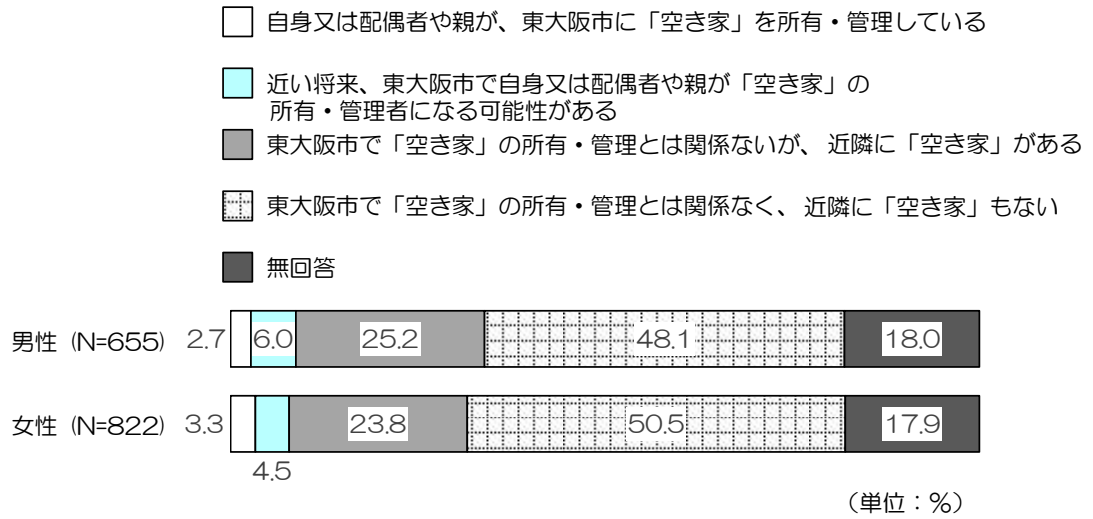 自身又は配偶者や親が、東大阪市に「空き家」を所有・管理している
近い将来、東大阪市で自身又は配偶者や親が「空き家」の
所有・管理者になる可能性がある
東大阪市で「空き家」の所有・管理とは関係ないが、近隣に「空き家」がある
東大阪市で「空き家」の所有・管理とは関係なく、近隣に「空き家」もない
無回答
男性 (N=655) 2.7 6.0 25.2 48.1 18.0
女性 (N=822) 3.3 23.8 50.5 17.9
4.5
（単位：%）